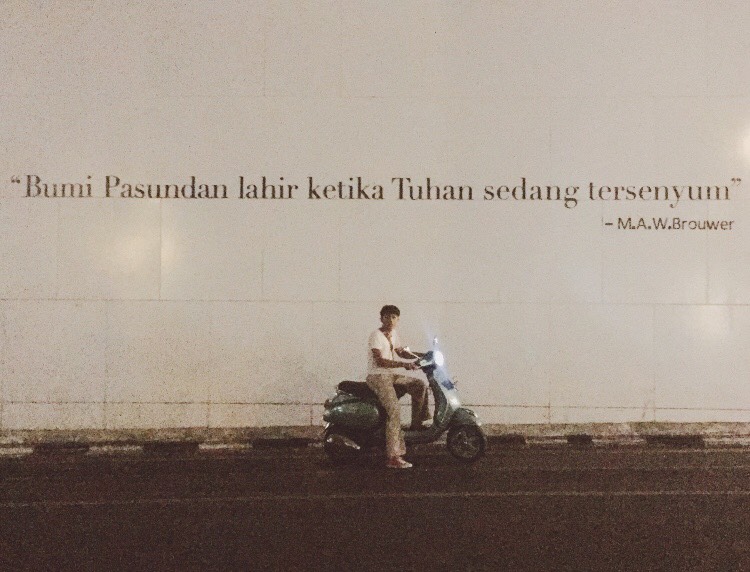 “Bumi Pasundan lahir ketika Tuhan sedang tersenyum”
– M.A.W.Brouwer